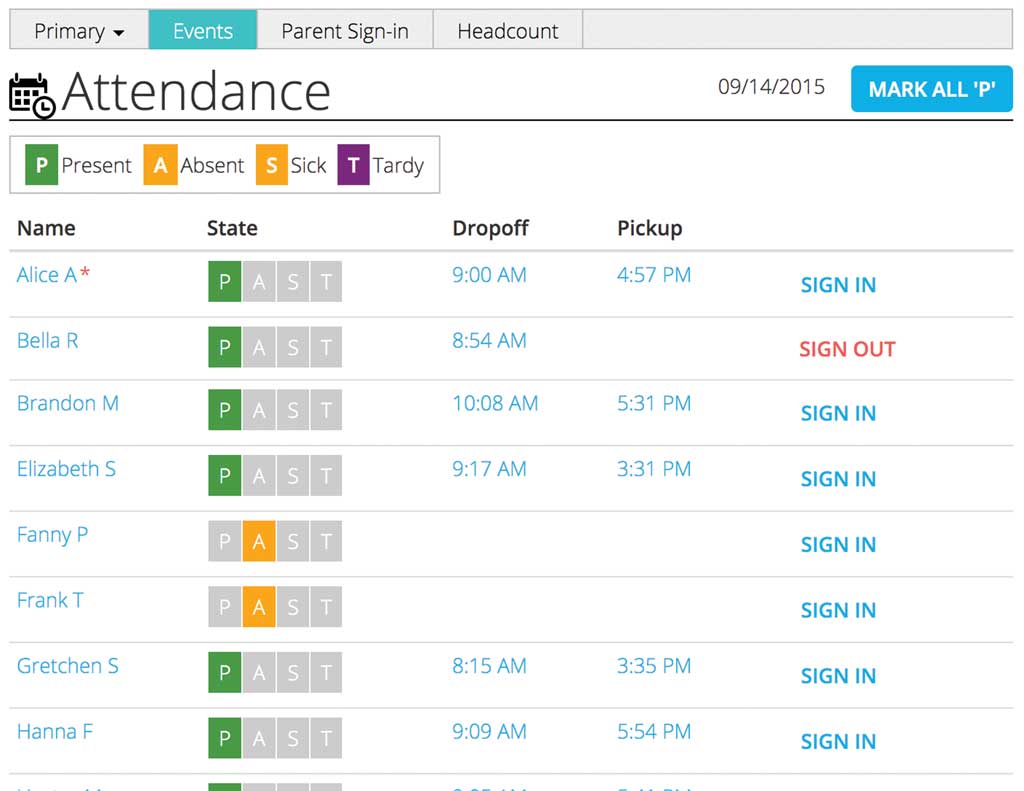 Primary Events Parent Sign-in Headcount
Attendance 09/14/2015 MARK ALL 'P'
P Present A Absent S Sick T Tardy
Name State Dropoff Pickup
Alice A* P A S T 9:00 AM 4:57 PM SIGN IN
Bella R P A S T 8:54 AM SIGN OUT
Brandon M P A S T 10:08 AM 5:31 PM SIGN IN
Elizabeth S P A S T 9:17 AM 3:31 PM SIGN IN
Fanny P P A S T SIGN IN
Frank T P A S T SIGN IN
Gretchen S P A S T 8:15 AM 3:35 PM SIGN IN
Hanna F P A S T 9:09 AM 5:54 PM SIGN IN